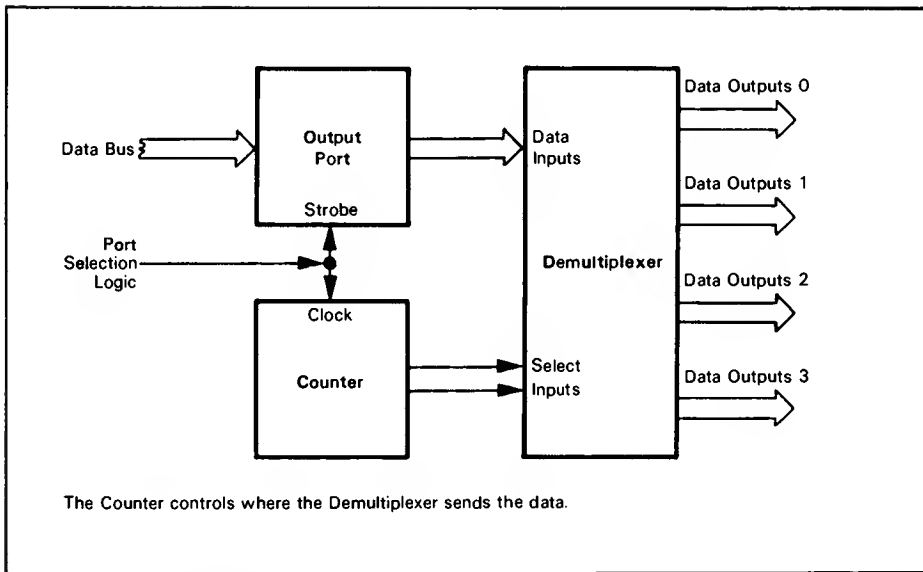 Data Bus
Output
Port
Strobe
Port
Selection
Logic
Clock
Counter
Data
Inputs
Demultiplexer
Select
Inputs
Data Outputs 0
Data Outputs 1
Data Outputs 2
Data Outputs 3
The Counter controls where the Demultiplexer sends the data.